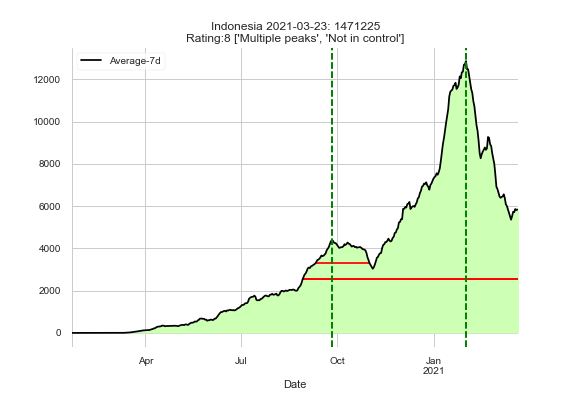 Indonesia 2021-03-23: 1471225
Rating:8 ['Multiple peaks', 'Not in control']
Average-7d
12000
10000
8000
6000
4000
2000
0
Apr Jul Oct Jan
2021
Date